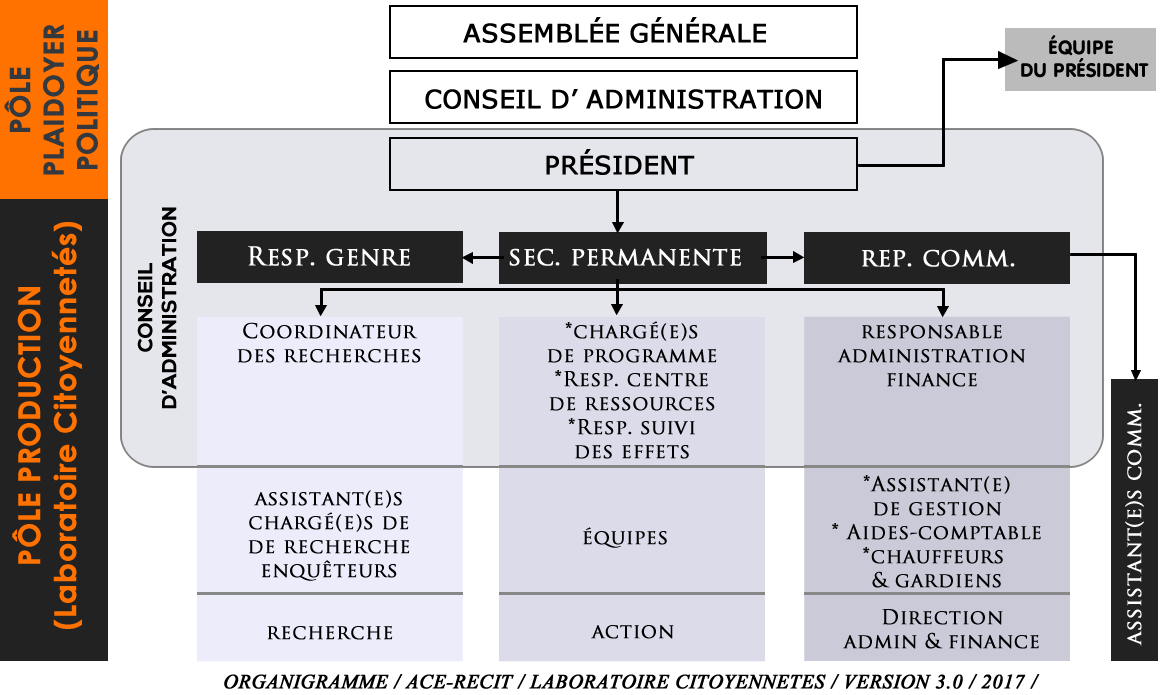 PÔLE
PLAIDOYER
POLITIQUE
PÔLE PRODUCTION
(Laboratoire Citoyennetés)
ASSEMBLÉE GÉNÉRALE
CONSEIL D’ ADMINISTRATION
PRÉSIDENT
ÉQUIPE
DU PRÉSIDENT
CONSEIL
D’ADMINISTRATION
RESP. GENRE
SEC. PERMANENTE
REP. COMM.
COORDINATEUR
DES RECHERCHES
*CHARGÉ(E)S
DE PROGRAMME
*RESP. CENTRE
DE RESSOURCES
*RESP. SUIVI
DES EFFETS
RESPONSABLE
ADMINISTRATION
FINANCE
ASSISTANT(E)S COMM.
ASSISTANT(E)S
CHARGÉ(E)S DE
DE RECHERCHE
ENQUÊTEURS
ÉQUIPES
*ASSISTANT(E)
DE GESTION
* AIDES-COMPTABLE
*CHAUFFEURS
& GARDIENS
RECHERCHE
ACTION
DIRECTION
ADMIN & FINANCE
ORGANIGRAMME / ACE-RECIT / LABORATOIRE CITOYENNETES / VERSION 3.0 / 2017 /